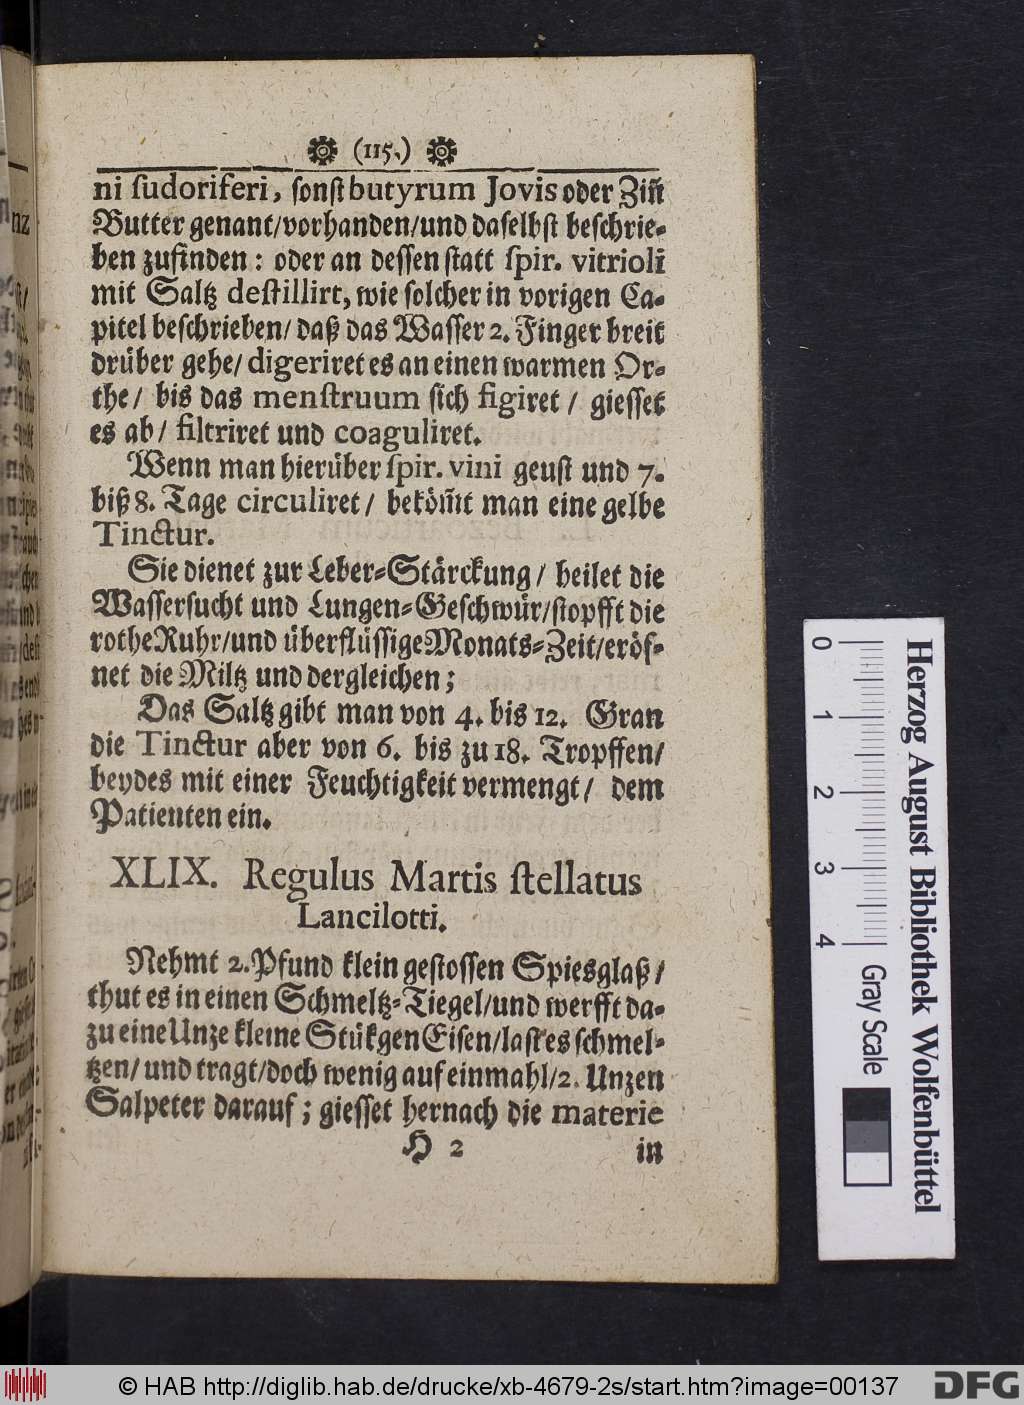 (115.)
ni sudoriferi, sonst butyrum Jovis oder Ziñ
Butter genant/vorhanden/und daselbst beschrie-
ben zufinden: oder an dessen statt spir. vitrioli
mit Saltz destillirt, wie solcher in vorigen Ca-
pitel beschrieben/ daß das Wasser 2. Finger breit
drüber gehe/ digeriret es an einen warmen Or-
the/ bis das menstruum sich figiret / giesset
es ab/ filtriret und coaguliret.
Wenn man hierüber spir. vini geust und 7.
biß 8. Tage circuliret/ bekömt man eine gelbe
Tinctur.
Sie dienet zur Leber-Stärckung/ heilet die
Wassersucht und Lungen-Geschwür/stopfft die
rothe Ruhr/und überflüssige Monats-Zeit/eröf-
net die Miltz und dergleichen;
Das Saltz gibt man von 4. bis 12. Gran
die Tinctur aber von 6. bis zu 18. Tropffen/
beydes mit einer Feuchtigkeit vermengt/ dem
Patienten ein.
XLIX. Regulus Martis stellatus
Lancilotti.
Nehmt 2. Pfund klein gestossen Spiesglaß/
thut es in einen Schmeltz-Tiegel/und werfft da-
zu eine Unze kleine Stükgen Eisen/last es schmel-
tzen/ und tragt/doch wenig auf einmahl/2. Unzen
Salpeter darauf; giesset hernach die materie
H 2
in
0 1 2 3 4
Gray Scale
Herzog August Bibliothek Wolfenbüttel
© HAB http://diglib.hab.de/drucke/xb-4679-2s/start.htm?image=00137
DFG